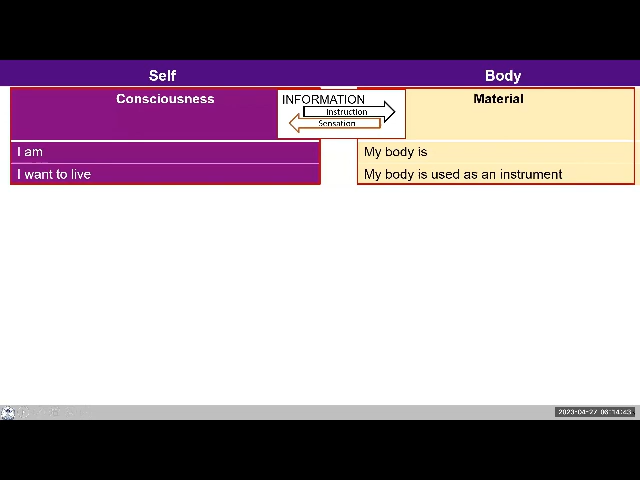 Self
Body
Consciousness
INFORMATION
Instruction
Sensation
Material
I am
My body is
I want to live
My body is used as an instrument
2023-04-27 06:14:43